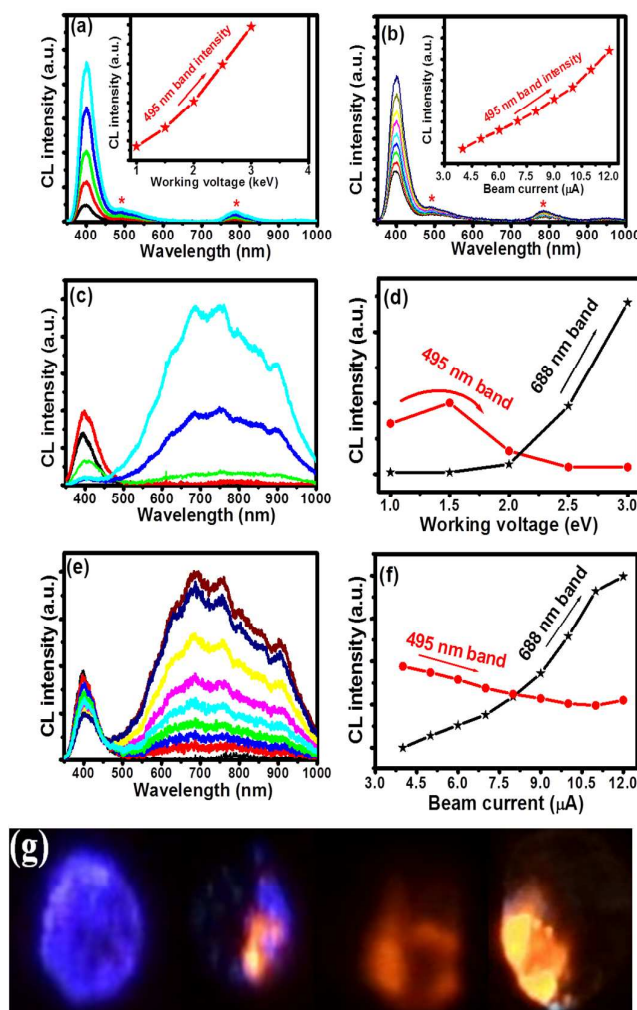 (a)
CL intensity (a.u.)
CL intensity (a.u.)
495 nm band intensity
1 2 3 4
Working voltage (keV)
* *
400 500 600 700 800 900 1000
Wavelength (nm)
(b)
CL intensity (a.u.)
CL intensity (a.u.)
495 nm band intensity
3.0 4.5 6.0 7.5 9.0 10.5 12.0
Beam current (μA)
* *
400 500 600 700 800 900 1000
Wavelength (nm)
(c)
CL intensity (a.u.)
400 500 600 700 800 900 1000
Wavelength (nm)
(d)
CL intensity (a.u.)
495 nm band
688 nm band
1.0 1.5 2.0 2.5 3.0
Working voltage (eV)
(e)
CL intensity (a.u.)
400 500 600 700 800 900 1000
Wavelength (nm)
(f)
CL intensity (a.u.)
495 nm band
688 nm band
3.0 4.5 6.0 7.5 9.0 10.5 12.0
Beam current (μA)
(g)